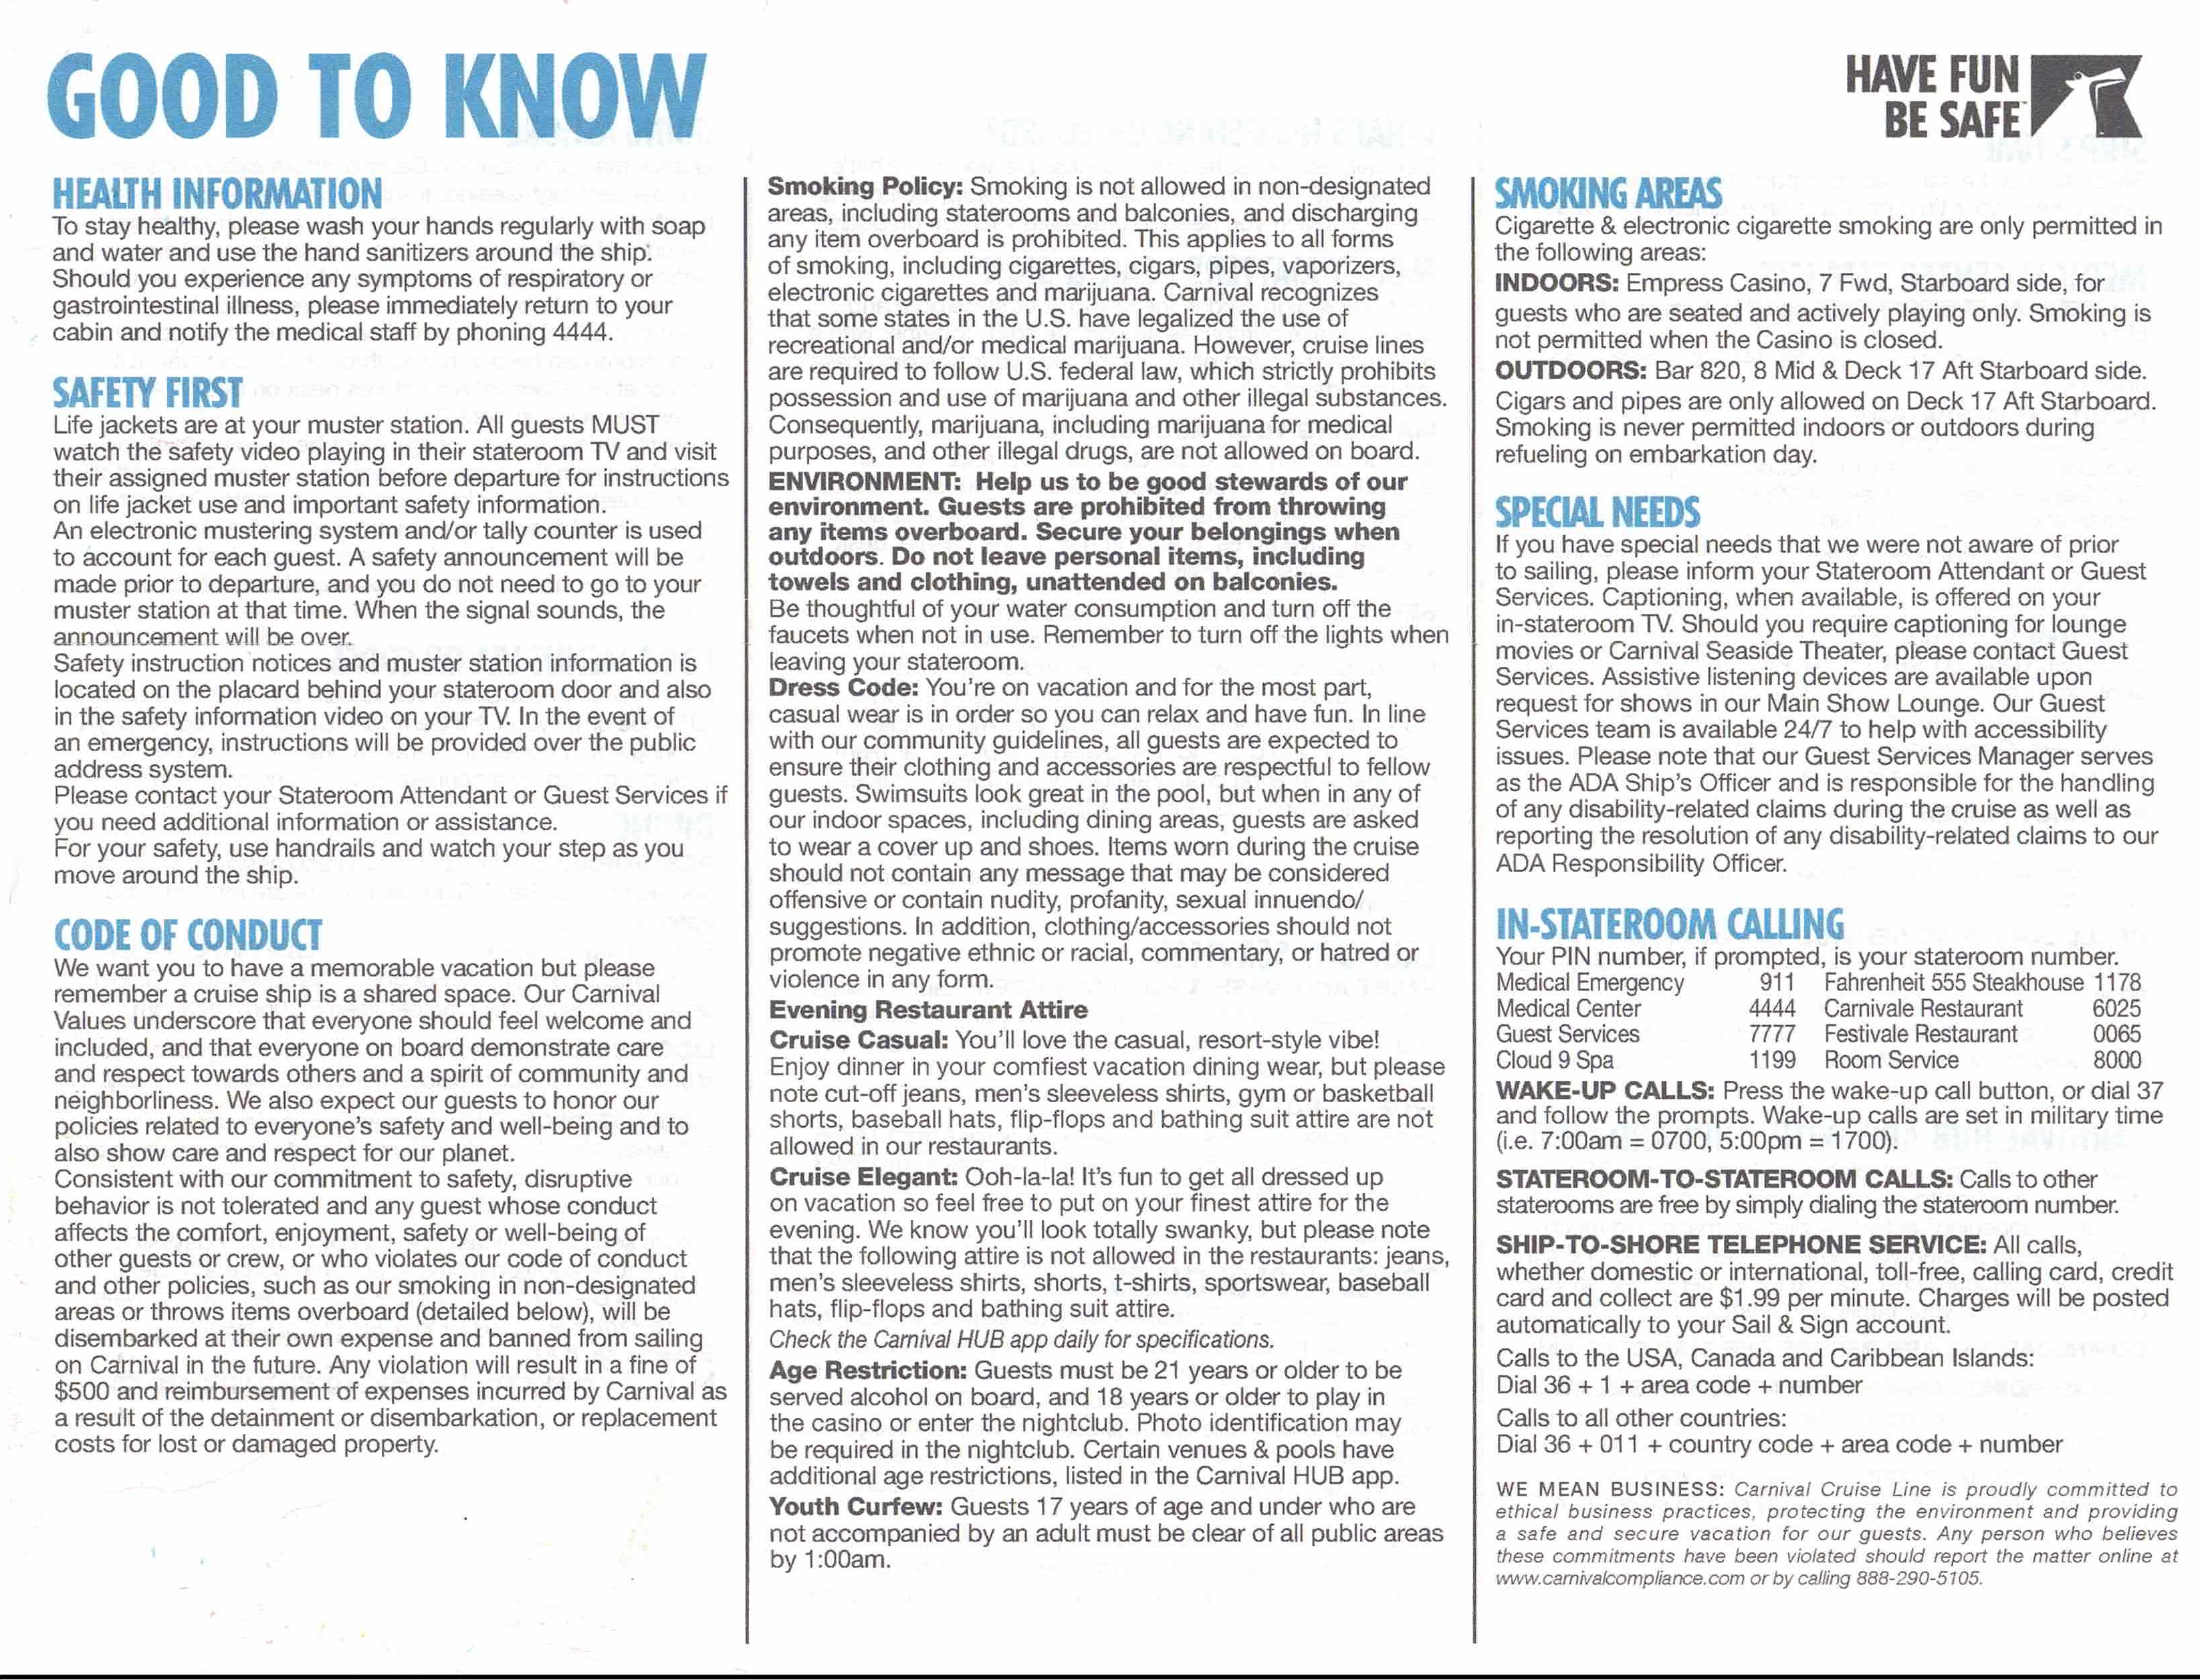 GOOD TO KNOW
HAVE FUN
BE SAFE
HEALTH INFORMATION
To stay healthy, please wash your hands regularly with soap
and water and use the hand sanitizers around the ship.
Should you experience any symptoms of respiratory or
gastrointestinal illness, please immediately return to your
cabin and notify the medical staff by phoning 4444.
SAFETY FIRST
Life jackets are at your muster station. All guests MUST
watch the safety video playing in their stateroom TV and visit
their assigned muster station before departure for instructions
on life jacket use and important safety information.
An electronic mustering system and/or tally counter is used
to account for each guest. A safety announcement will be
made prior to departure, and you do not need to go to your
muster station at that time. When the signal sounds, the
announcement will be over.
Safety instruction notices and muster station information is
located on the placard behind your stateroom door and also
in the safety information video on your TV. In the event of
an emergency, instructions will be provided over the public
address system.
Please contact your Stateroom Attendant or Guest Services if
you need additional information or assistance.
For your safety, use handrails and watch your step as you
move around the ship.
CODE OF CONDUCT
We want you to have a memorable vacation but please
remember a cruise ship is a shared space. Our Carnival
Values underscore that everyone should feel welcome and
included, and that everyone on board demonstrate care
and respect towards others and a spirit of community and
neighborliness. We also expect our guests to honor our
policies related to everyone's safety and well-being and to
also show care and respect for our planet.
Consistent with our commitment to safety, disruptive
behavior is not tolerated and any guest whose conduct
affects the comfort, enjoyment, safety or well-being of
other guests or crew, or who violates our code of conduct
and other policies, such as our smoking in non-designated
areas or throws items overboard (detailed below), will be
disembarked at their own expense and banned from sailing
on Carnival in the future. Any violation will result in a fine of
$500 and reimbursement of expenses incurred by Carnival as
a result of the detainment or disembarkation, or replacement
costs for lost or damaged property.
Smoking Policy: Smoking is not allowed in non-designated
areas, including staterooms and balconies, and discharging
any item overboard is prohibited. This applies to all forms
of smoking, including cigarettes, cigars, pipes, vaporizers,
electronic cigarettes and marijuana. Carnival recognizes
that some states in the U.S. have legalized the use of
recreational and/or medical marijuana. However, cruise lines
are required to follow U.S. federal law, which strictly prohibits
possession and use of marijuana and other illegal substances.
Consequently, marijuana, including marijuana for medical
purposes, and other illegal drugs, are not allowed on board.
ENVIRONMENT: Help us to be good stewards of our
environment. Guests are prohibited from throwing
any items overboard. Secure your belongings when
outdoors. Do not leave personal items, including
towels and clothing, unattended on balconies.
Be thoughtful of your water consumption and turn off the
faucets when not in use. Remember to turn off the lights when
leaving your stateroom.
Dress Code: You're on vacation and for the most part,
casual wear is in order so you can relax and have fun. In line
with our community guidelines, all guests are expected to
ensure their clothing and accessories are respectful to fellow
guests. Swimsuits look great in the pool, but when in any of
our indoor spaces, including dining areas, guests are asked
to wear a cover up and shoes. Items worn during the cruise
should not contain any message that may be considered
offensive or contain nudity, profanity, sexual innuendo/
suggestions. In addition, clothing/accessories should not
promote negative ethnic or racial, commentary, or hatred or
violence in any form.
Evening Restaurant Attire
Cruise Casual: You'll love the casual, resort-style vibe!
Enjoy dinner in your comfiest vacation dining wear, but please
note cut-off jeans, men's sleeveless shirts, gym or basketball
shorts, baseball hats, flip-flops and bathing suit attire are not
allowed in our restaurants.
Cruise Elegant: Ooh-la-la! It's fun to get all dressed up
on vacation so feel free to put on your finest attire for the
evening. We know you'll look totally swanky, but please note
that the following attire is not allowed in the restaurants: jeans,
men's sleeveless shirts, shorts, t-shirts, sportswear, baseball
hats, flip-flops and bathing suit attire.
Check the Carnival HUB app daily for specifications.
Age Restriction: Guests must be 21 years or older to be
served alcohol on board, and 18 years or older to play in
the casino or enter the nightclub. Photo identification may
be required in the nightclub. Certain venues & pools have
additional age restrictions, listed in the Carnival HUB app.
Youth Curfew: Guests 17 years of age and under who are
not accompanied by an adult must be clear of all public areas
by 1:00am.
SMOKING AREAS
Cigarette & electronic cigarette smoking are only permitted in
the following areas:
INDOORS: Empress Casino, 7 Fwd, Starboard side, for
guests who are seated and actively playing only. Smoking is
not permitted when the Casino is closed.
OUTDOORS: Bar 820, 8 Mid & Deck 17 Aft Starboard side.
Cigars and pipes are only allowed on Deck 17 Aft Starboard.
Smoking is never permitted indoors or outdoors during
refueling on embarkation day.
SPECIAL NEEDS
If you have special needs that we were not aware of prior
to sailing, please inform your Stateroom Attendant or Guest
Services. Captioning, when available, is offered on your
in-stateroom TV. Should you require captioning for lounge
movies or Carnival Seaside Theater, please contact Guest
Services. Assistive listening devices are available upon
request for shows in our Main Show Lounge. Our Guest
Services team is available 24/7 to help with accessibility
issues. Please note that our Guest Services Manager serves
as the ADA Ship's Officer and is responsible for the handling
of any disability-related claims during the cruise as well as
reporting the resolution of any disability-related claims to our
ADA Responsibility Officer.
IN-STATEROOM CALLING
Your PIN number, if prompted, is your stateroom number.
Medical Emergency 911 Fahrenheit 555 Steakhouse 1178
Medical Center 4444 Carnivale Restaurant 6025
Guest Services 7777 Festivale Restaurant 0065
Cloud 9 Spa 1199 Room Service 8000
WAKE-UP CALLS: Press the wake-up call button, or dial 37
and follow the prompts. Wake-up calls are set in military time
(i.e. 7:00am = 0700, 5:00pm = 1700).
STATEROOM-TO-STATEROOM CALLS: Calls to other
staterooms are free by simply dialing the stateroom number.
SHIP-TO-SHORE TELEPHONE SERVICE: All calls,
whether domestic or international, toll-free, calling card, credit
card and collect are $1.99 per minute. Charges will be posted
automatically to your Sail & Sign account.
Calls to the USA, Canada and Caribbean Islands:
Dial 36 + 1 + area code + number
Calls to all other countries:
Dial 36 + 011 + country code + area code + number
WE MEAN BUSINESS: Carnival Cruise Line is proudly committed to
ethical business practices, protecting the environment and providing
a safe and secure vacation for our guests. Any person who believes
these commitments have been violated should report the matter online at
www.carnivalcompliance.com or by calling 888-290-5105.